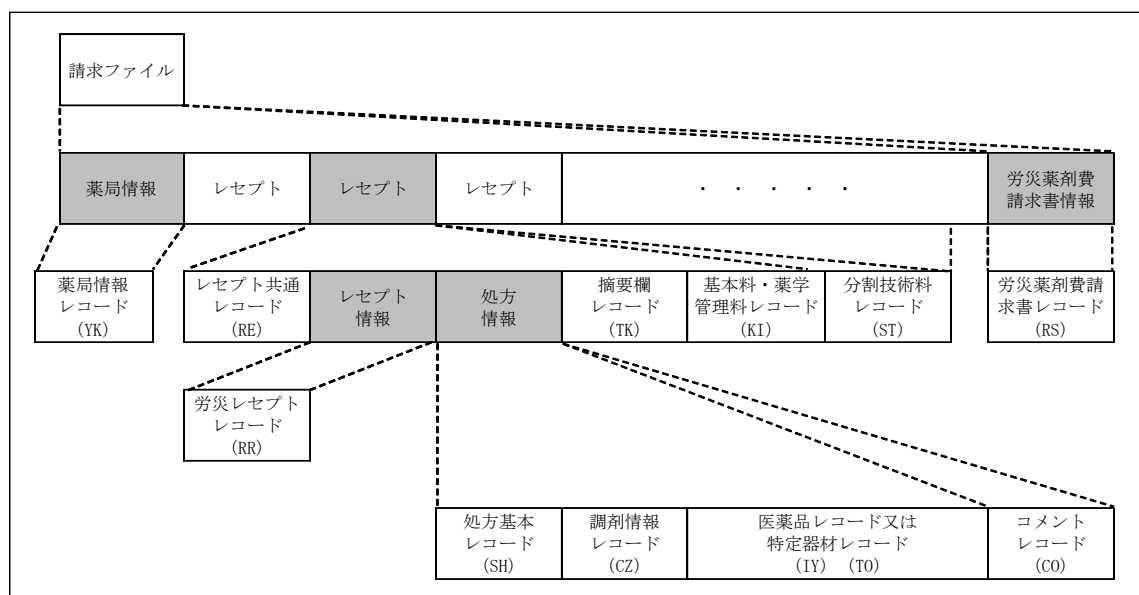 請求ファイル
薬局情報
レセプト
レセプト
レセプト
・ ・ ・ ・ ・
労災薬剤費
請求書情報
薬局情報
レコード
(YK)
レセプト共通
レコード
(RE)
レセプト
情報
処方
情報
摘要欄
レコード
(TK)
基本料・薬学
管理料レコード
(KI)
分割技術料
レコード
(ST)
労災薬剤費請
求書レコード
(RS)
労災レセプト
レコード
(RR)
処方基本
レコード
(SH)
調剤情報
レコード
(CZ)
医薬品レコード又は
特定器材レコード
(IY) (TO)
コメント
レコード
(CO)